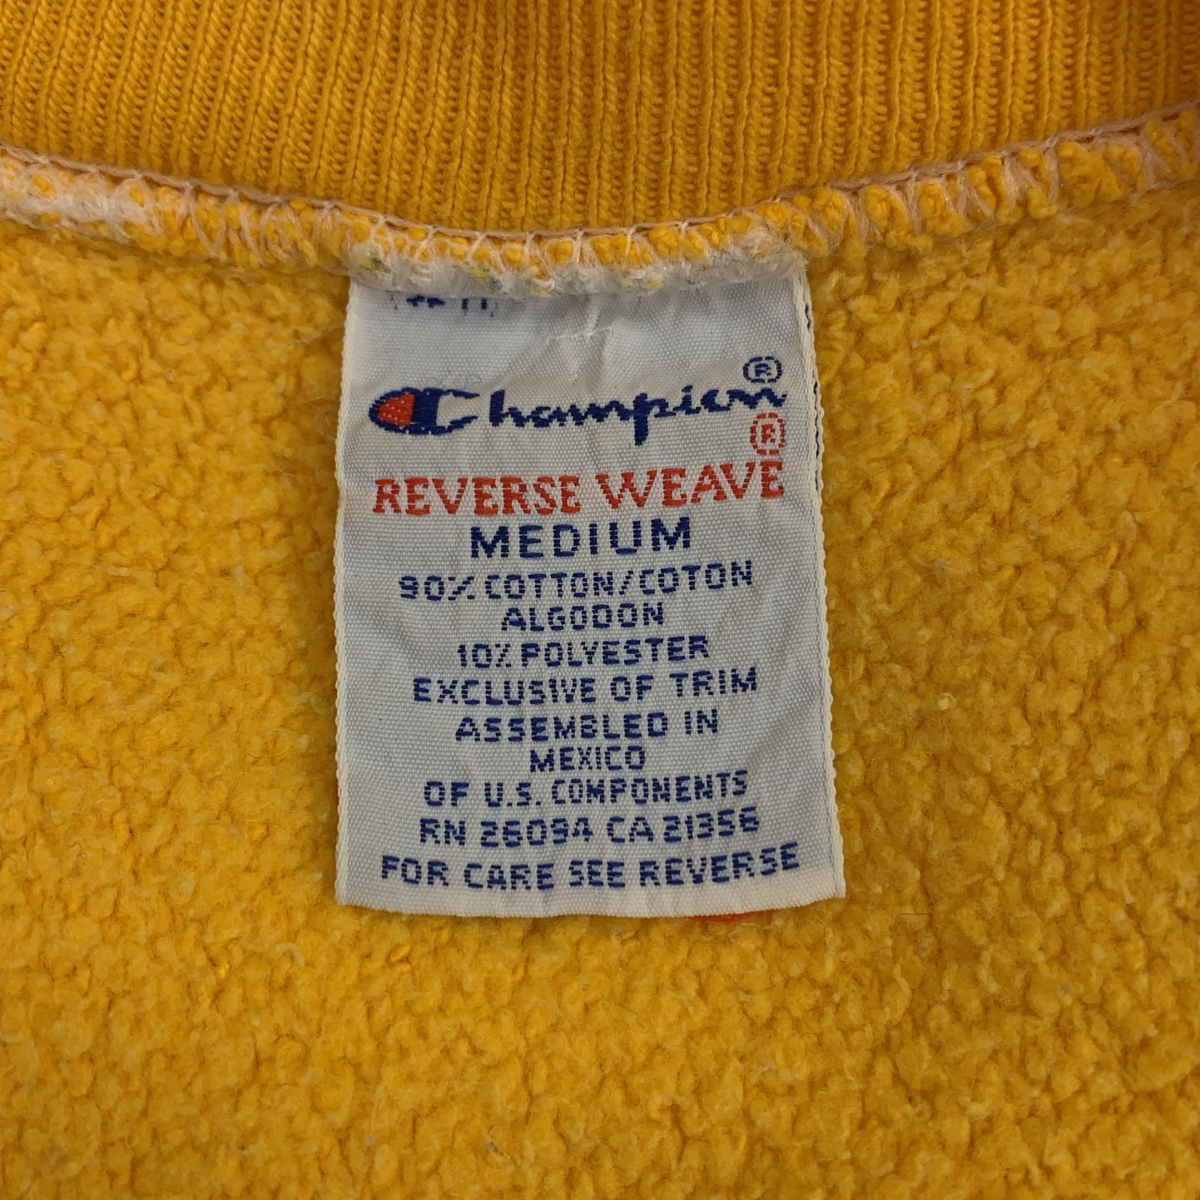 Champion ®
REVERSE WEAVE ®
MEDIUM
90% COTTON/COTON
ALGODON
10% POLYESTER
EXCLUSIVE OF TRIM
ASSEMBLED IN
MEXICO
OF U.S. COMPONENTS
RN 26094 CA 21356
FOR CARE SEE REVERSE